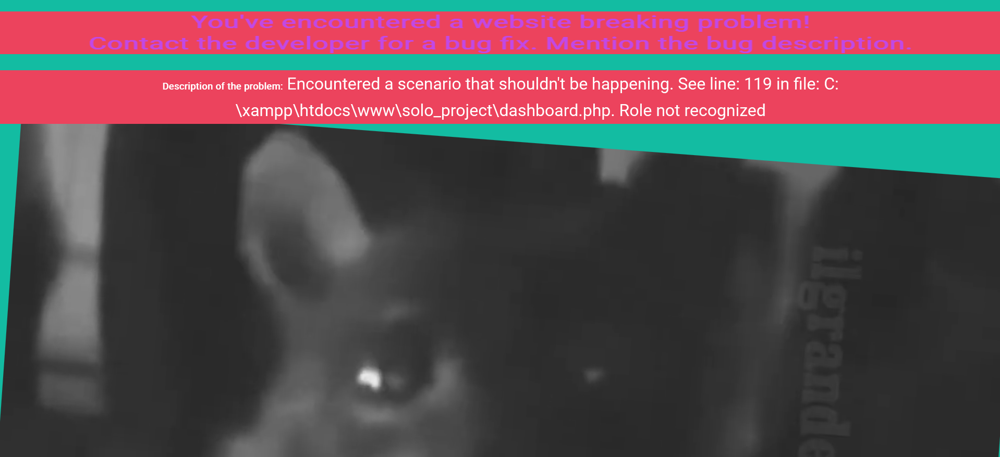 You've encountered a website breaking problem!
Contact the developer for a bug fix. Mention the bug description.
Description of the problem: Encountered a scenario that shouldn't be happening. See line: 119 in file: C:
\xampp\htdocs\www\solo_project\dashboard.php. Role not recognized
ilgrande